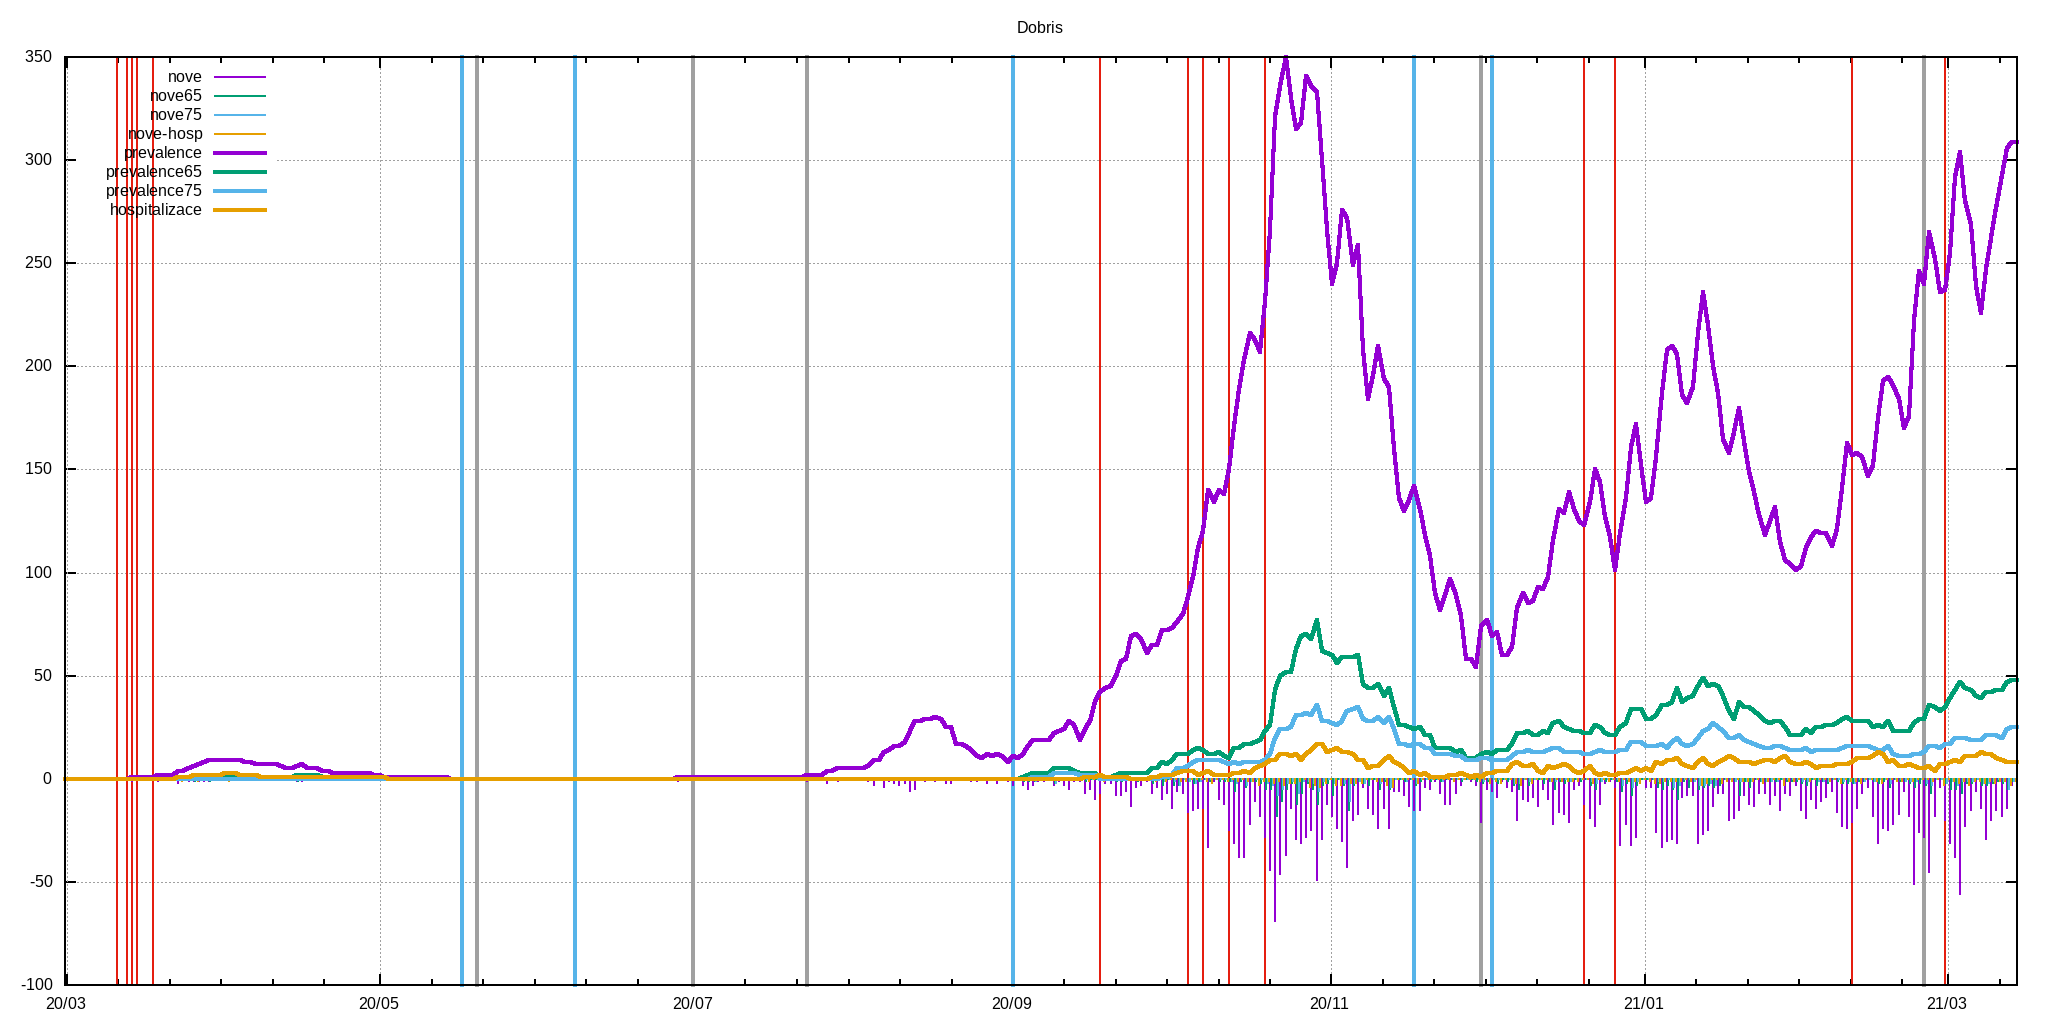 Dobris
350
300
250
200
150
100
50
0
-50
-100
nove
nove65
nove75
nove-hosp
prevalence
prevalence65
prevalence75
hospitalizace
20/03 20/05 20/07 20/09 20/11 21/01 21/03